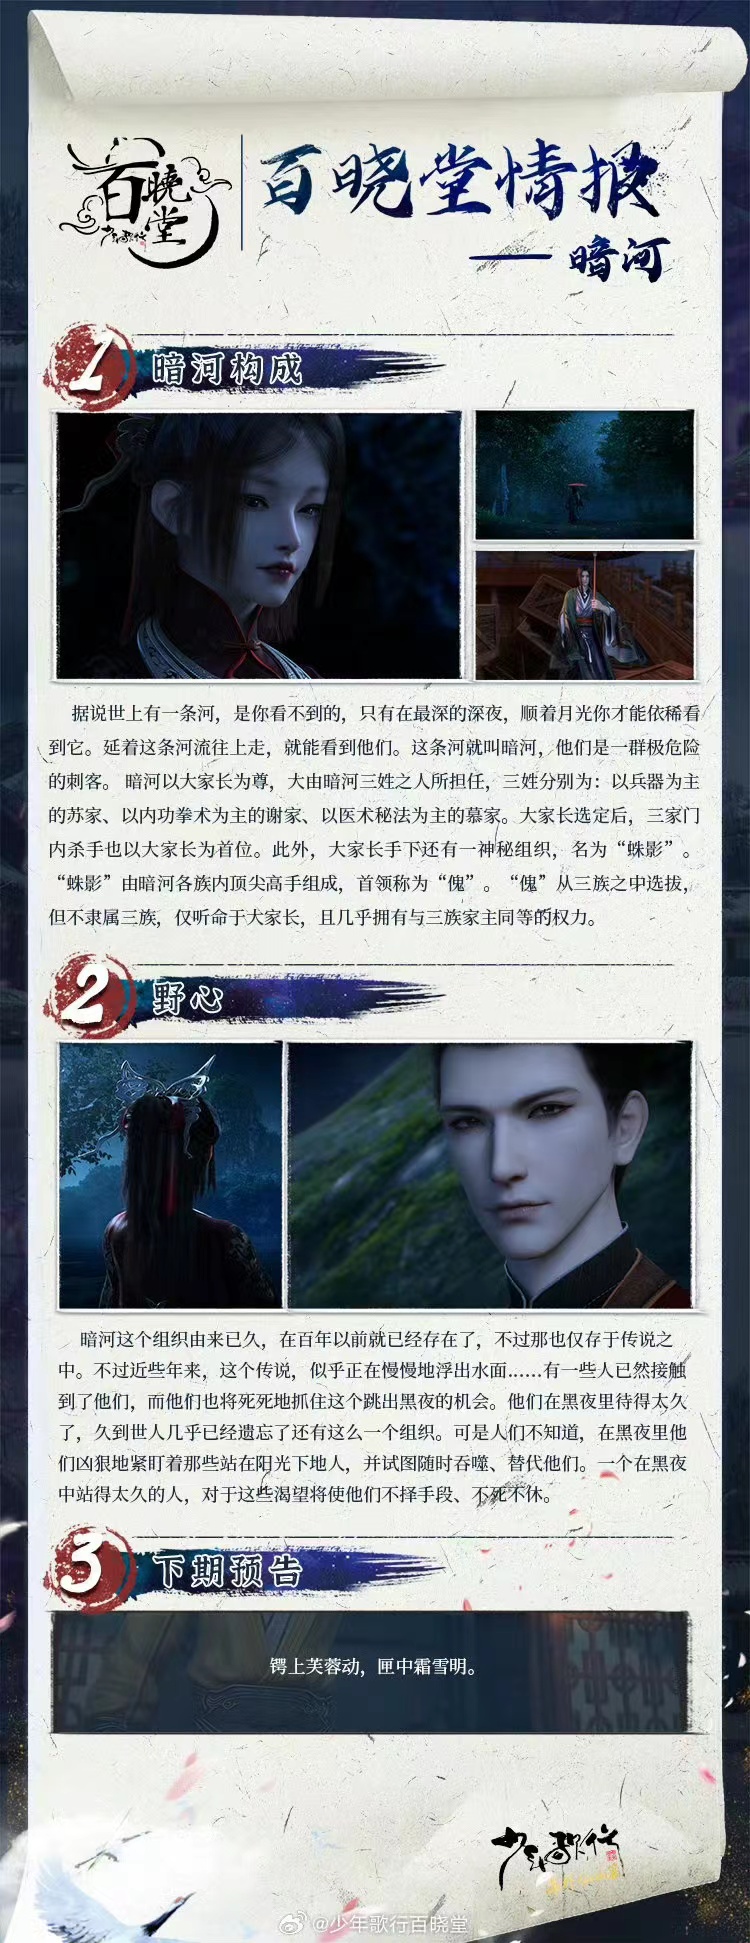 百晓堂
少年歌行
百晓堂情报
——暗河
1 暗河构成
据说世上有一条河，是你看不到的，只有在最深的深夜，顺着月光你才能依稀看
到它。延着这条河流往上走，就能看到他们。这条河就叫暗河，他们是一群极危险
的刺客。 暗河以大家长为尊，大由暗河三姓之人所担任，三姓分别为：以兵器为主
的苏家、以内功拳术为主的谢家、以医术秘法为主的慕家。大家长选定后，三家门
内杀手也以大家长为首位。此外，大家长手下还有一神秘组织，名为“蛛影”。
“蛛影”由暗河各族内顶尖高手组成，首领称为“傀”。“傀”从三族之中选拔，
但不隶属三族，仅听命于大家长，且几乎拥有与三族家主同等的权力。
2 野心
暗河这个组织由来已久，在百年以前就已经存在了，不过那也仅存于传说之
中。不过近些年来，这个传说，似乎正在慢慢地浮出水面……有一些人已然接触
到了他们，而他们也将死死地抓住这个跳出黑夜的机会。他们在黑夜里待得太久
了，久到世人几乎已经遗忘了还有这么一个组织。可是人们不知道，在黑夜里他
们凶狠地紧盯着那些站在阳光下地人，并试图随时吞噬、替代他们。一个在黑夜
中站得太久的人，对于这些渴望将使他们不择手段、不死不休。
3 下期预告
锷上芙蓉动，匣中霜雪明。
少年歌行
@少年歌行百晓堂